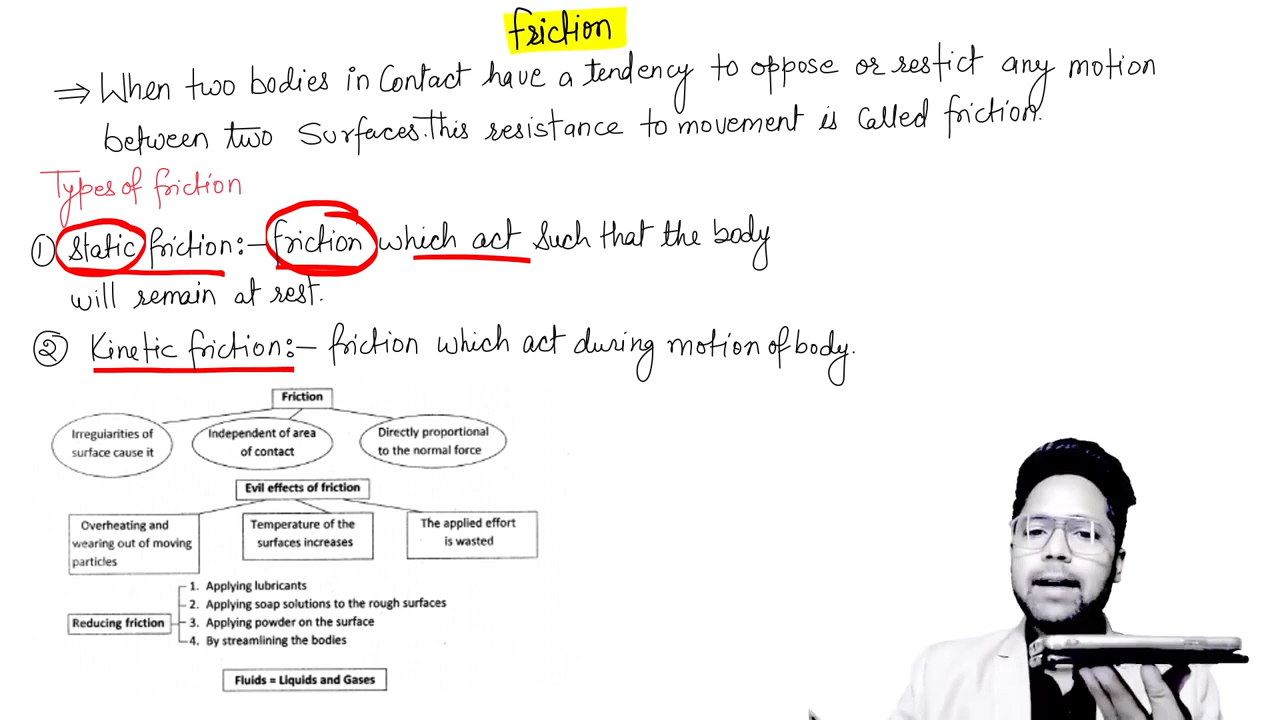 friction
⇒ When two bodies in Contact have a tendency to oppose or restict any motion
between two Surfaces.This resistance to movement is Called friction.
Types of friction
① Static friction:- friction which act Such that the body
will remain at rest.
② Kinetic friction:- friction which act during motion of body.
Friction
Irregularities of
surface cause it
Independent of area
of contact
Directly proportional
to the normal force
Evil effects of friction
Overheating and
wearing out of moving
particles
Temperature of the
surfaces increases
The applied effort
is wasted
Reducing friction
1. Applying lubricants
2. Applying soap solutions to the rough surfaces
3. Applying powder on the surface
4. By streamlining the bodies
Fluids = Liquids and Gases